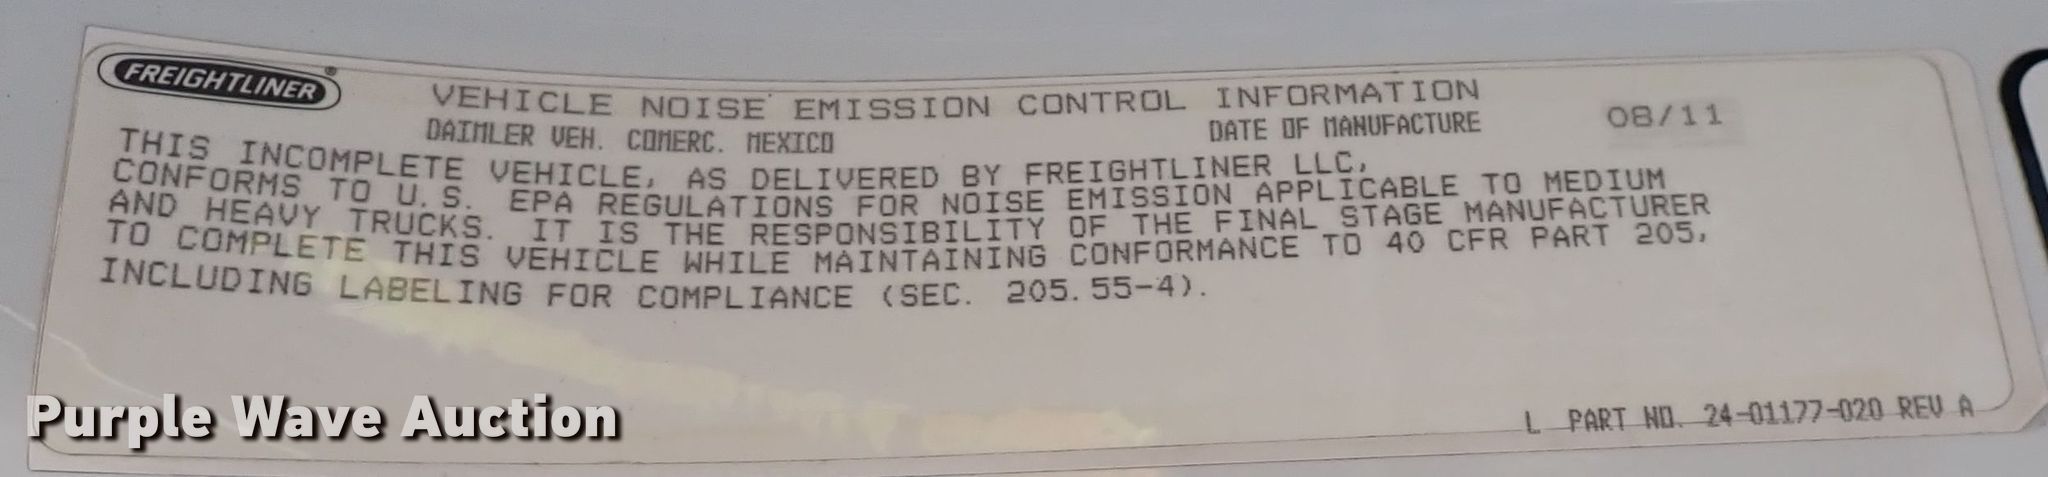 FREIGHTLINER®
VEHICLE NOISE EMISSION CONTROL INFORMATION
DAIMLER VEH. COMERC. MEXICO DATE OF MANUFACTURE 08/11
THIS INCOMPLETE VEHICLE, AS DELIVERED BY FREIGHTLINER LLC,
CONFORMS TO U.S. EPA REGULATIONS FOR NOISE EMISSION APPLICABLE TO MEDIUM
AND HEAVY TRUCKS. IT IS THE RESPONSIBILITY OF THE FINAL STAGE MANUFACTURER
TO COMPLETE THIS VEHICLE WHILE MAINTAINING CONFORMANCE TO 40 CFR PART 205,
INCLUDING LABELING FOR COMPLIANCE (SEC. 205.55-4).
L PART NO. 24-01177-020 REV A
Purple Wave Auction